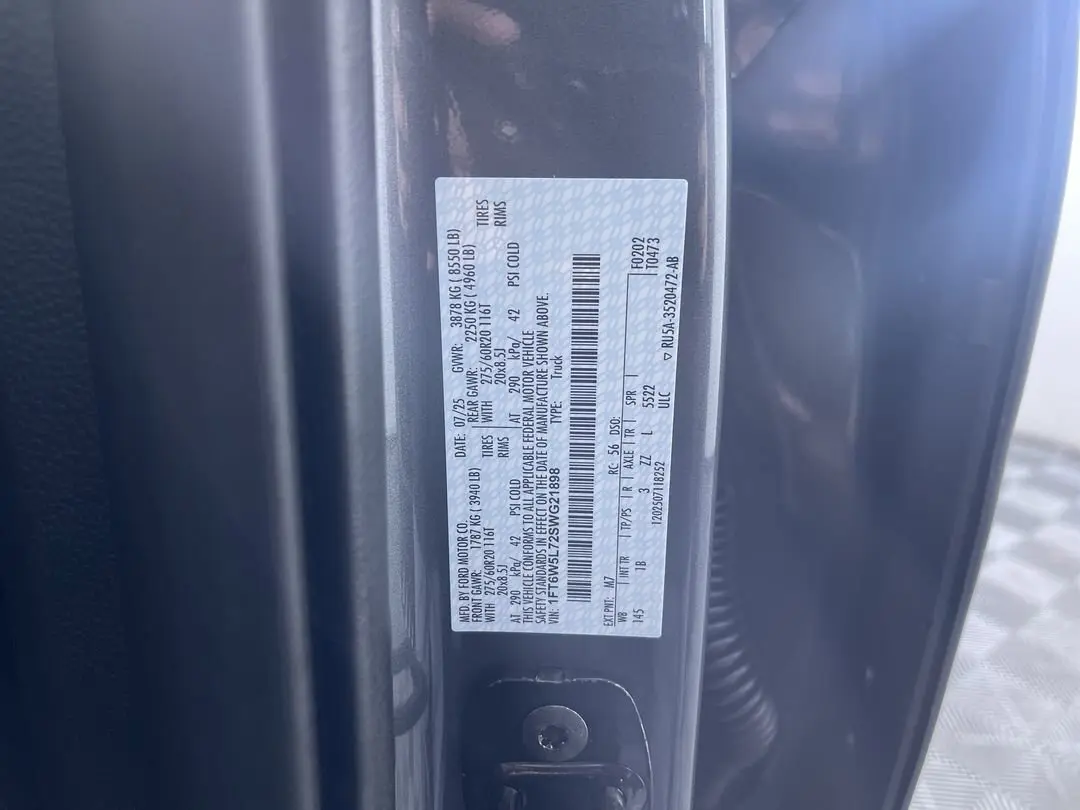 MFD. BY FORD MOTOR CO.
DATE: 07/25 GVWR: 3878 KG ( 8550 LB)
FRONT GAWR: 1787 KG ( 3940 LB) REAR GAWR: 2250 KG ( 4960 LB)
WITH 275/60R20 116T TIRES WITH 275/60R20 116T TIRES
20x8.5J RIMS 20x8.5J RIMS
AT 290 kPa/ 42 PSI COLD AT 290 kPa/ 42 PSI COLD
THIS VEHICLE CONFORMS TO ALL APPLICABLE FEDERAL MOTOR VEHICLE
SAFETY STANDARDS IN EFFECT ON THE DATE OF MANUFACTURE SHOWN ABOVE.
VIN: 1FT6W5L72SWG21898 TYPE: Truck
EXT PNT: M7 RC: 56 DSO: F0202
WB INT TR TP/PS R AXLE TR SPR T0473
145 1B 3 ZZ L 5522
1202507118252 ULC ▽ RU5A-3520472-AB